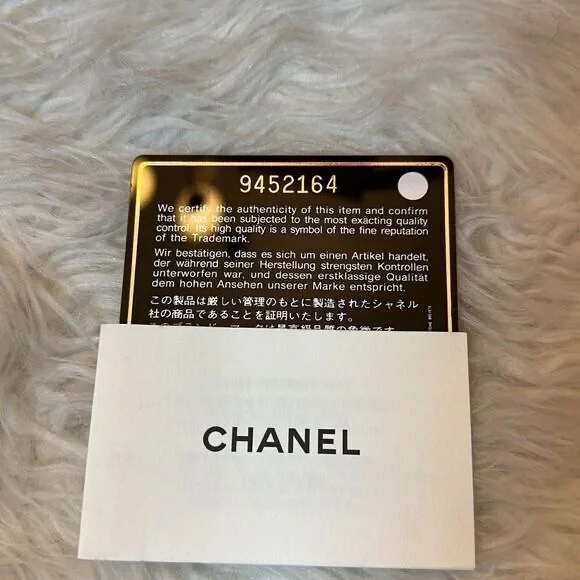 9452164
We certify the authenticity of this item and confirm
that it has been subjected to the most exacting quality
control, its high quality is a symbol of the fine reputation
of the Trademark.
Wir bestätigen, dass es sich um einen Artikel handelt,
der während seiner Herstellung strengsten Kontrollen
unterworfen war, und dessen erstklassige Qualität
dem hohen Ansehen unserer Marke entspricht.
この製品は厳しい管理のもとに製造されたシャネル
社の商品であることを証明いたします。
CHANEL